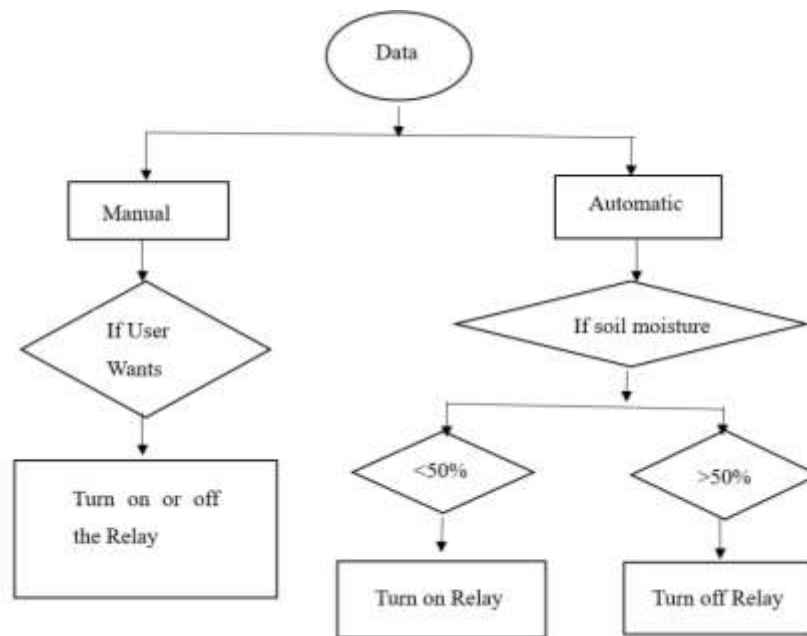 Data
Manual
Automatic
If User
Wants
If soil moisture
<50%
>50%
Turn on or off
the Relay
Turn on Relay
Turn off Relay